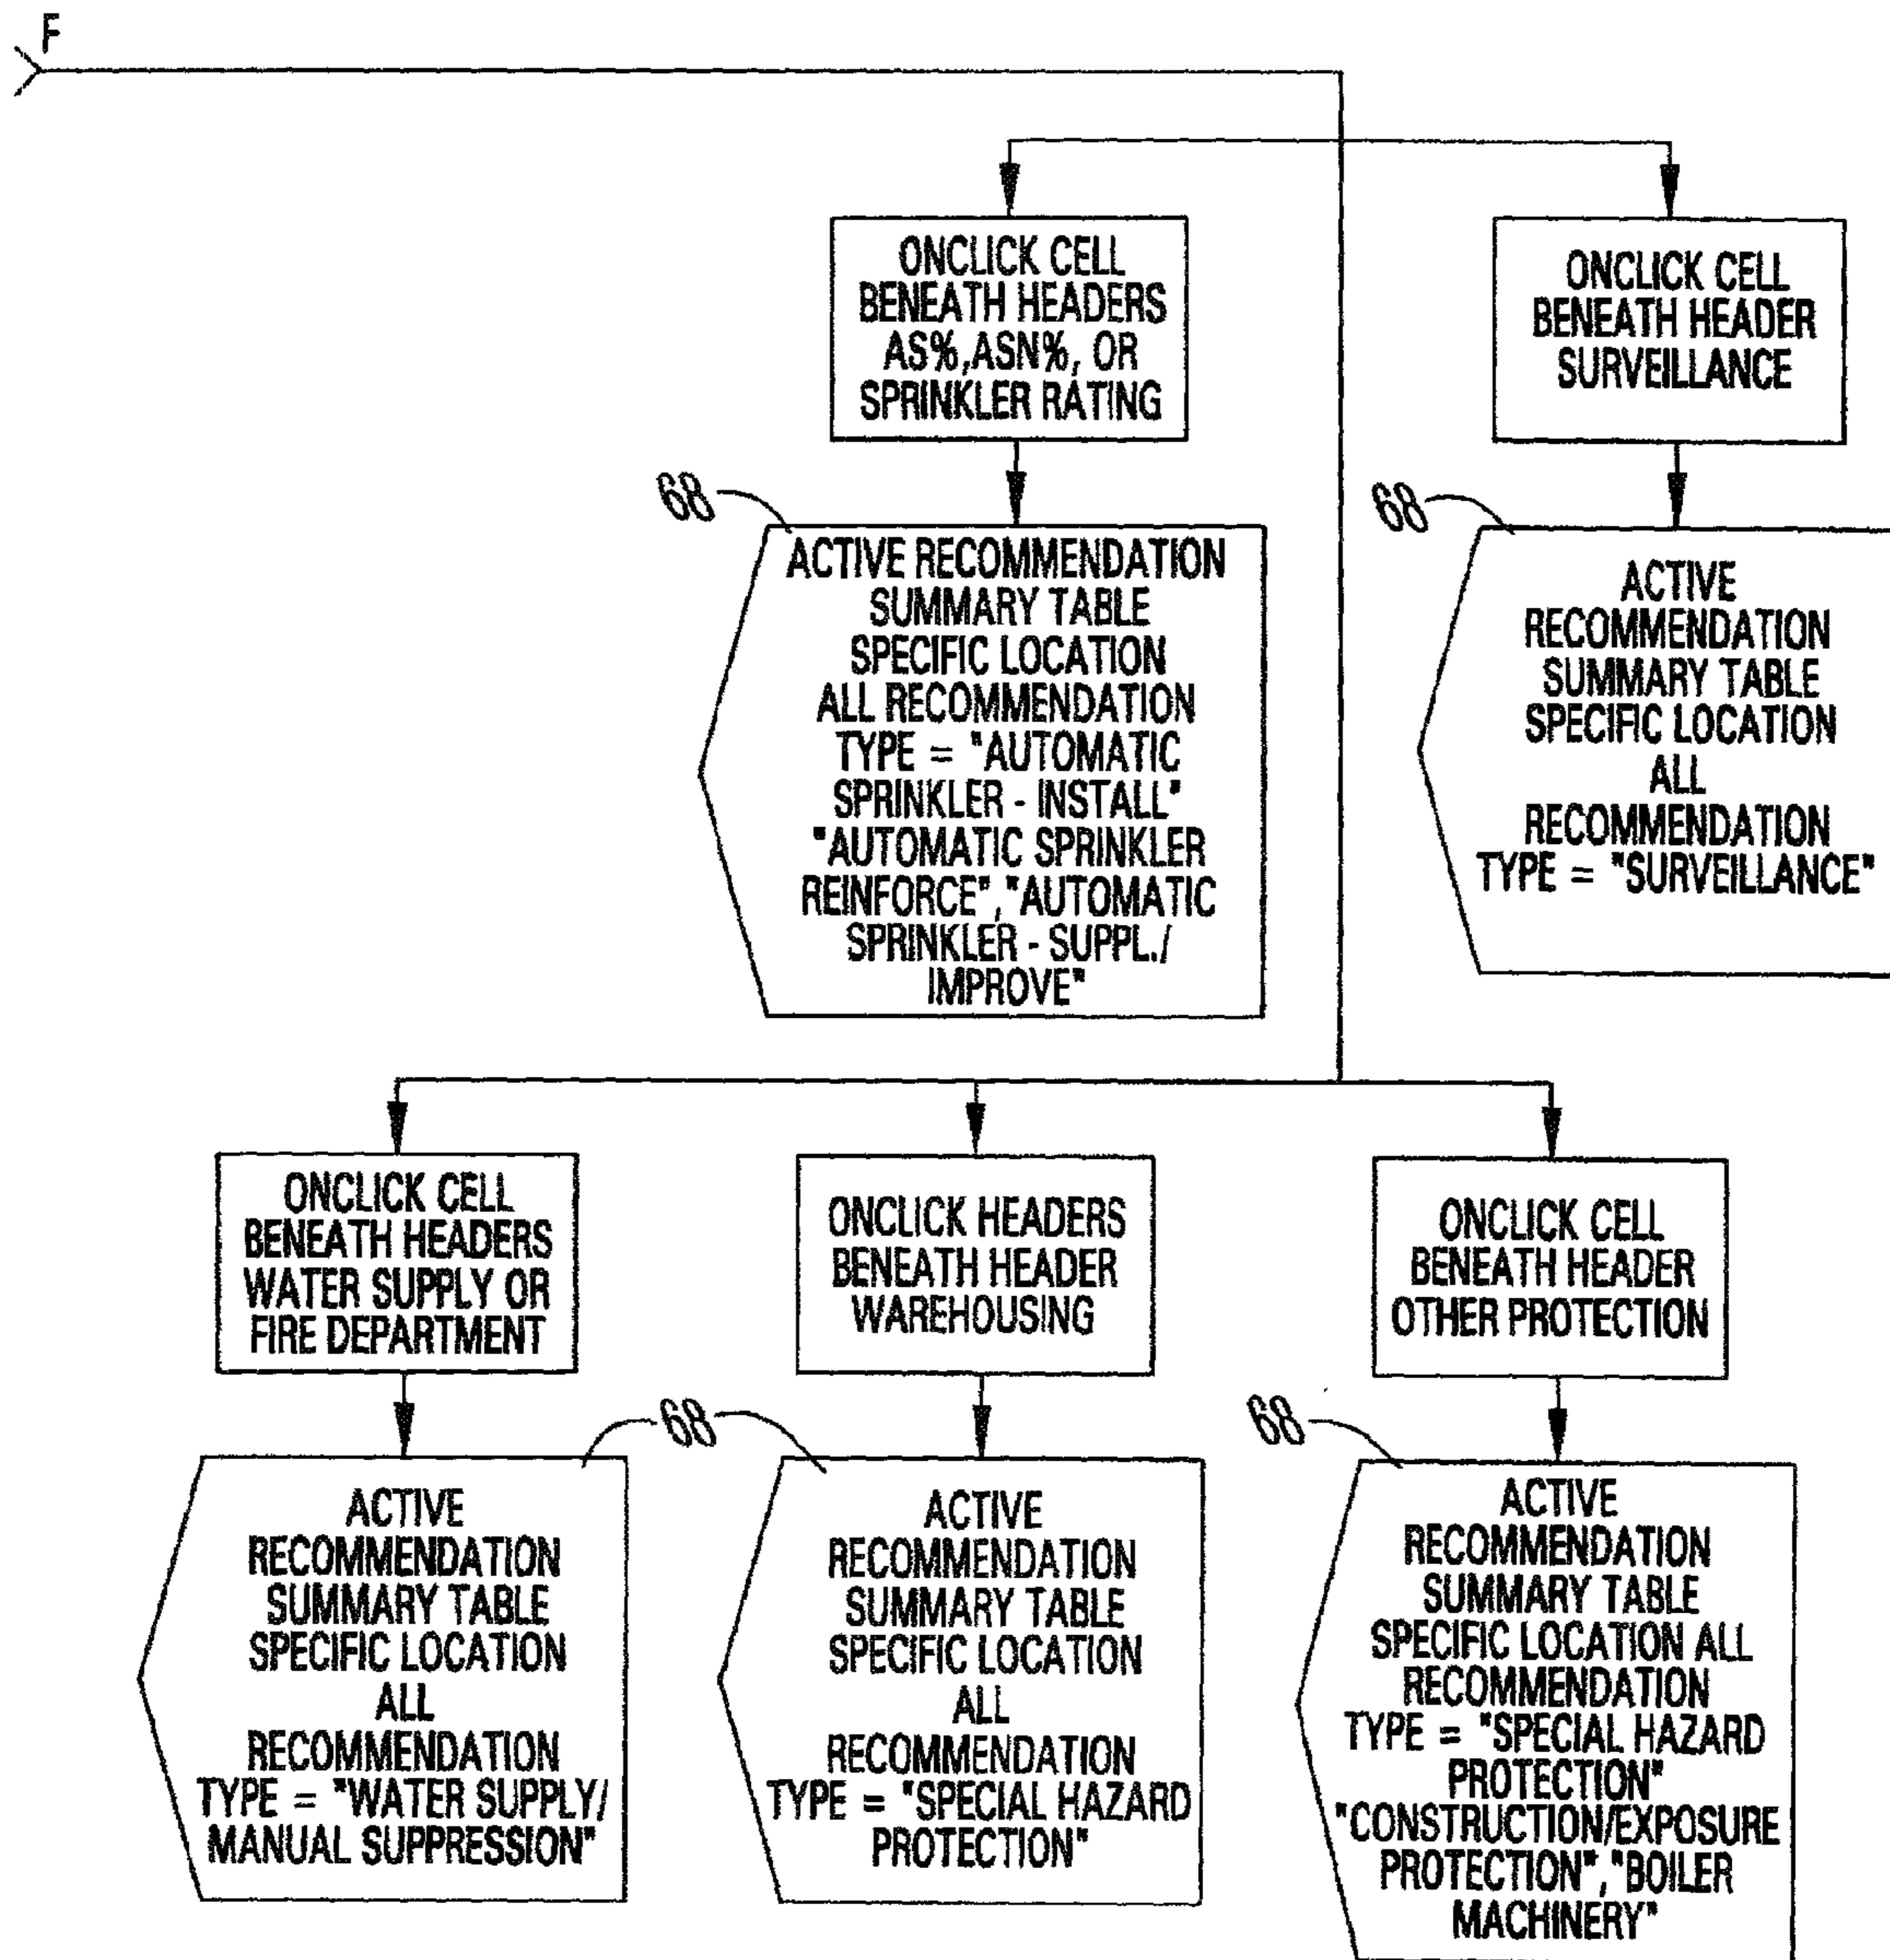 F
ONCLICK CELL
BENEATH HEADERS
AS%,ASN%, OR
SPRINKLER RATING
ONCLICK CELL
BENEATH HEADER
SURVEILLANCE
68
ACTIVE RECOMMENDATION
SUMMARY TABLE
SPECIFIC LOCATION
ALL RECOMMENDATION
TYPE = "AUTOMATIC
SPRINKLER - INSTALL"
"AUTOMATIC SPRINKLER
REINFORCE","AUTOMATIC
SPRINKLER - SUPPL./
IMPROVE"
68
ACTIVE
RECOMMENDATION
SUMMARY TABLE
SPECIFIC LOCATION
ALL
RECOMMENDATION
TYPE = "SURVEILLANCE"
ONCLICK CELL
BENEATH HEADERS
WATER SUPPLY OR
FIRE DEPARTMENT
ONCLICK HEADERS
BENEATH HEADER
WAREHOUSING
ONCLICK CELL
BENEATH HEADER
OTHER PROTECTION
68
68
ACTIVE
RECOMMENDATION
SUMMARY TABLE
SPECIFIC LOCATION
ALL
RECOMMENDATION
TYPE = "WATER SUPPLY/
MANUAL SUPPRESSION"
ACTIVE
RECOMMENDATION
SUMMARY TABLE
SPECIFIC LOCATION
ALL
RECOMMENDATION
TYPE = "SPECIAL HAZARD
PROTECTION"
ACTIVE
RECOMMENDATION
SUMMARY TABLE
SPECIFIC LOCATION ALL
RECOMMENDATION
TYPE = "SPECIAL HAZARD
PROTECTION"
"CONSTRUCTION/EXPOSURE
PROTECTION","BOILER
MACHINERY"